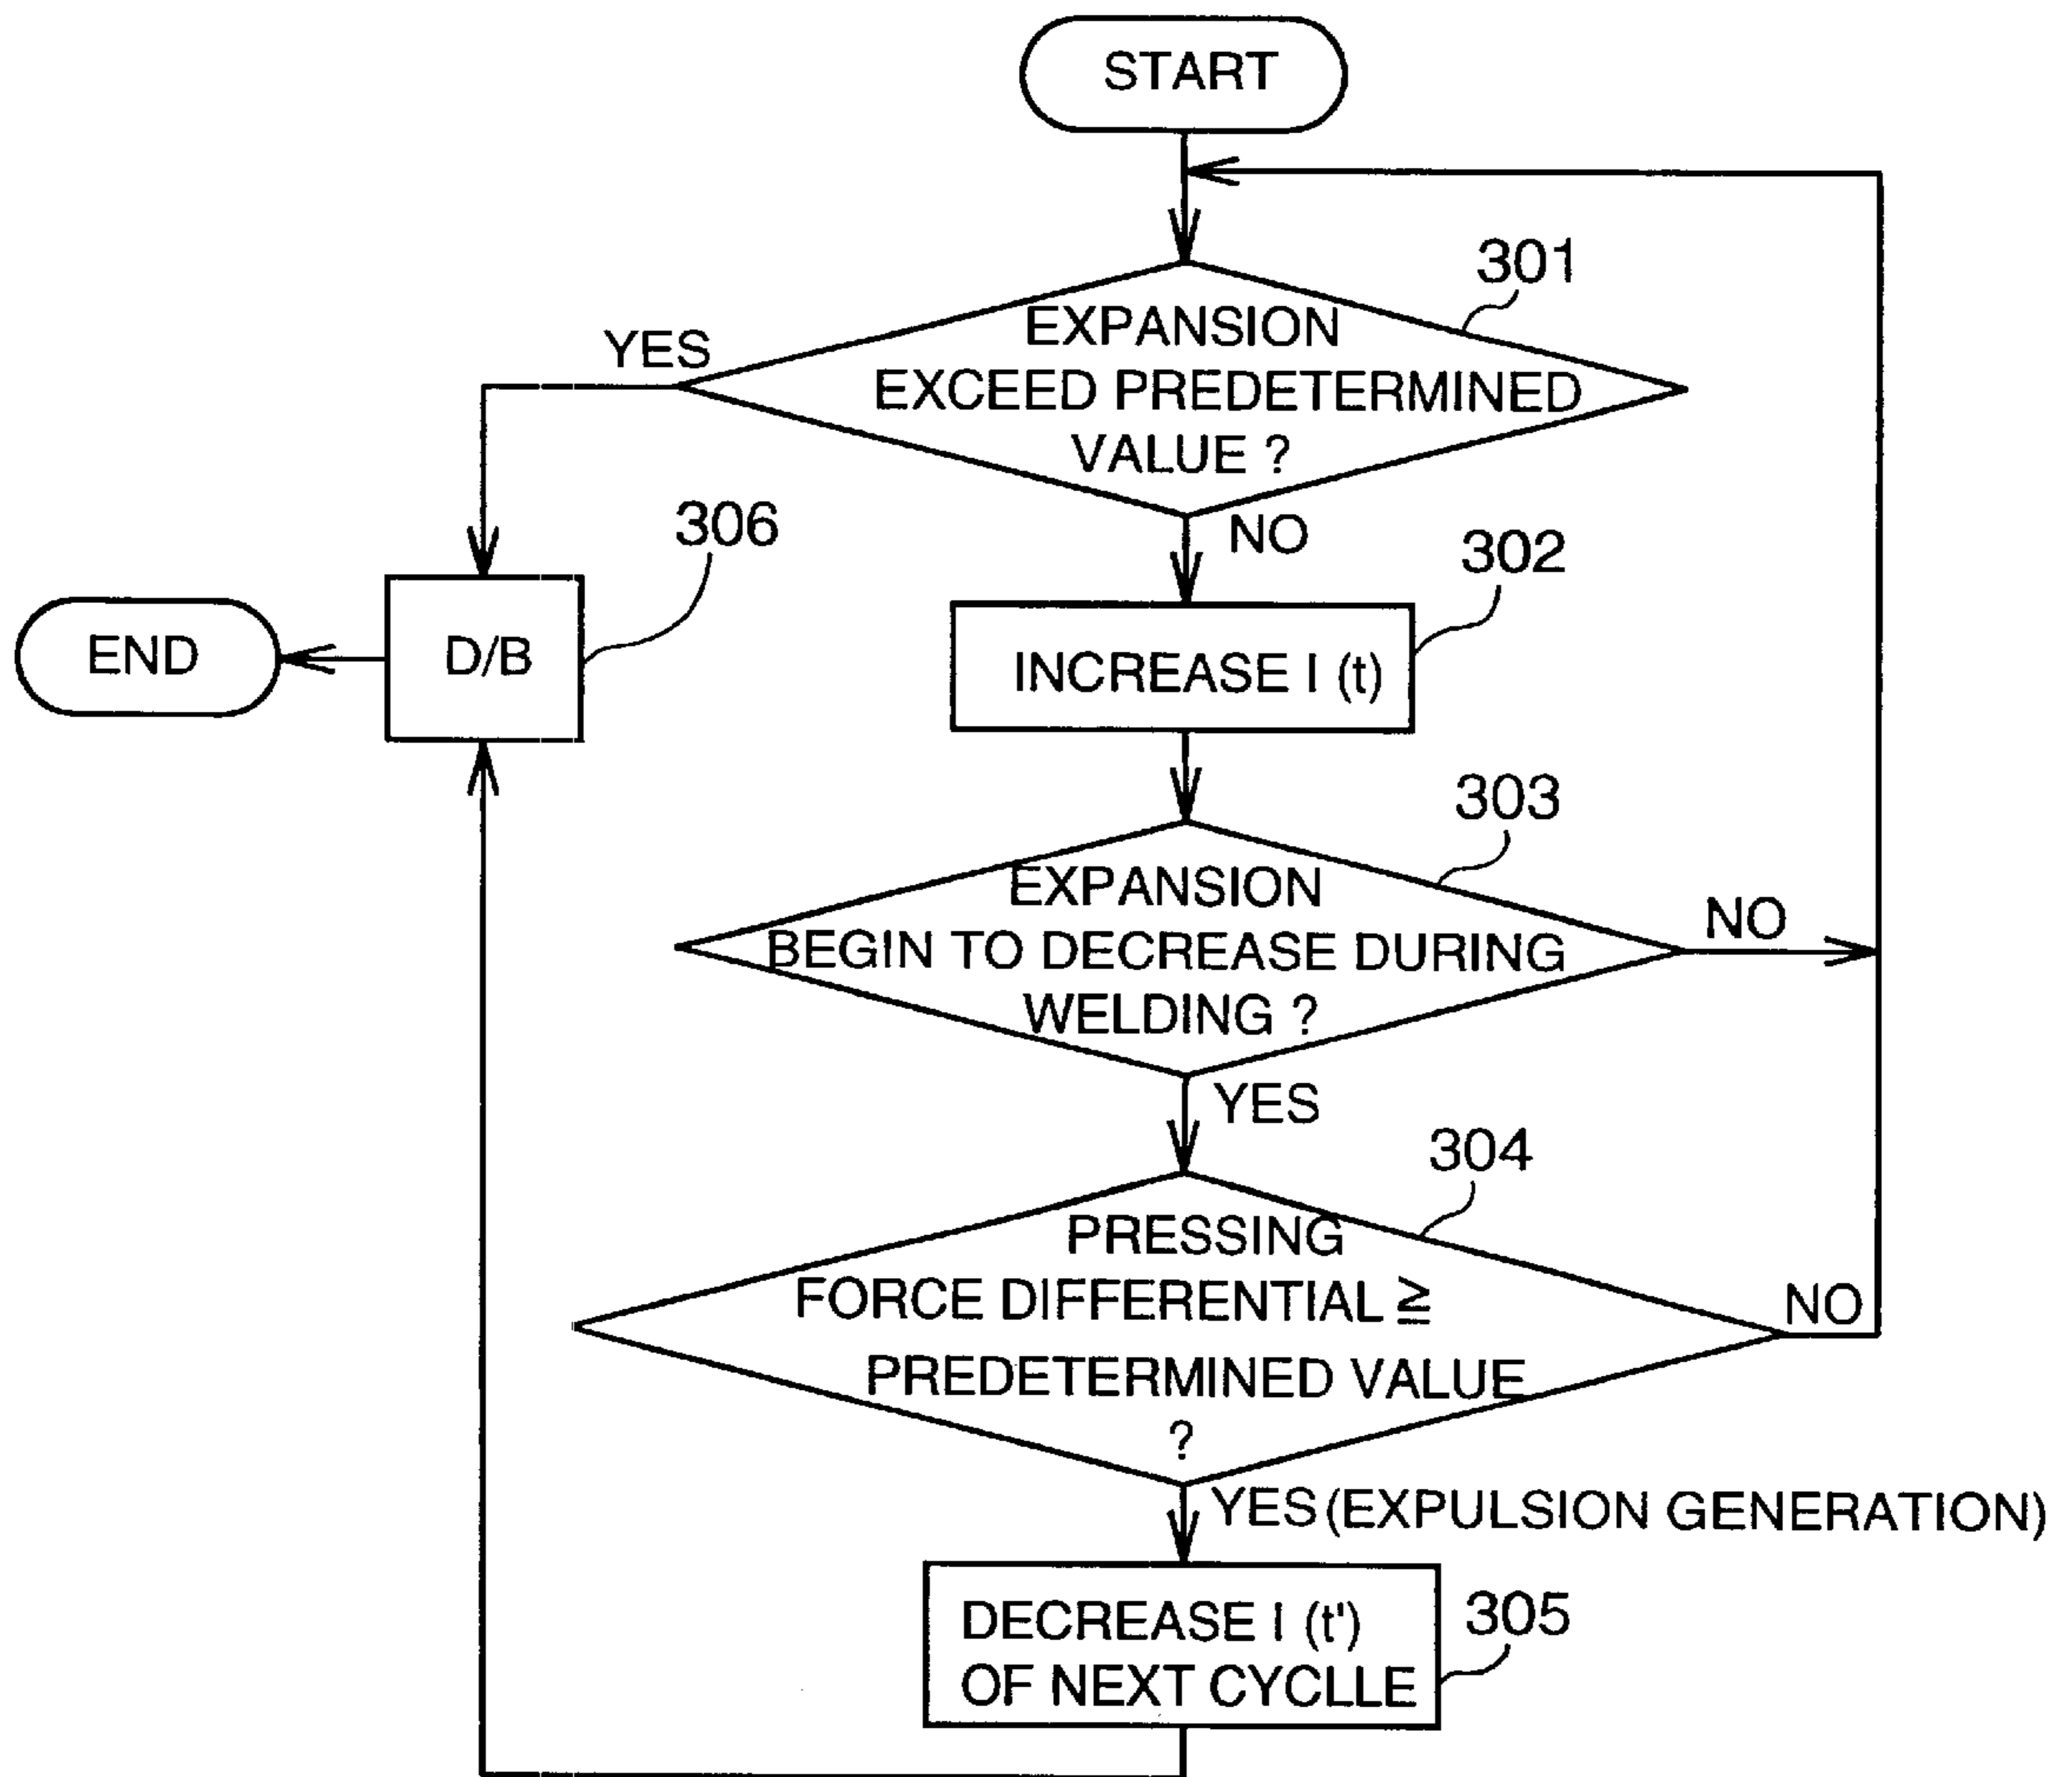 START
301
EXPANSION
EXCEED PREDETERMINED
VALUE ?
YES
NO
306
302
END
D/B
INCREASE I (t)
303
EXPANSION
BEGIN TO DECREASE DURING
WELDING ?
NO
YES
304
PRESSING
FORCE DIFFERENTIAL ≧
PREDETERMINED VALUE
?
NO
YES (EXPULSION GENERATION)
DECREASE I (t')
OF NEXT CYCLLE
305